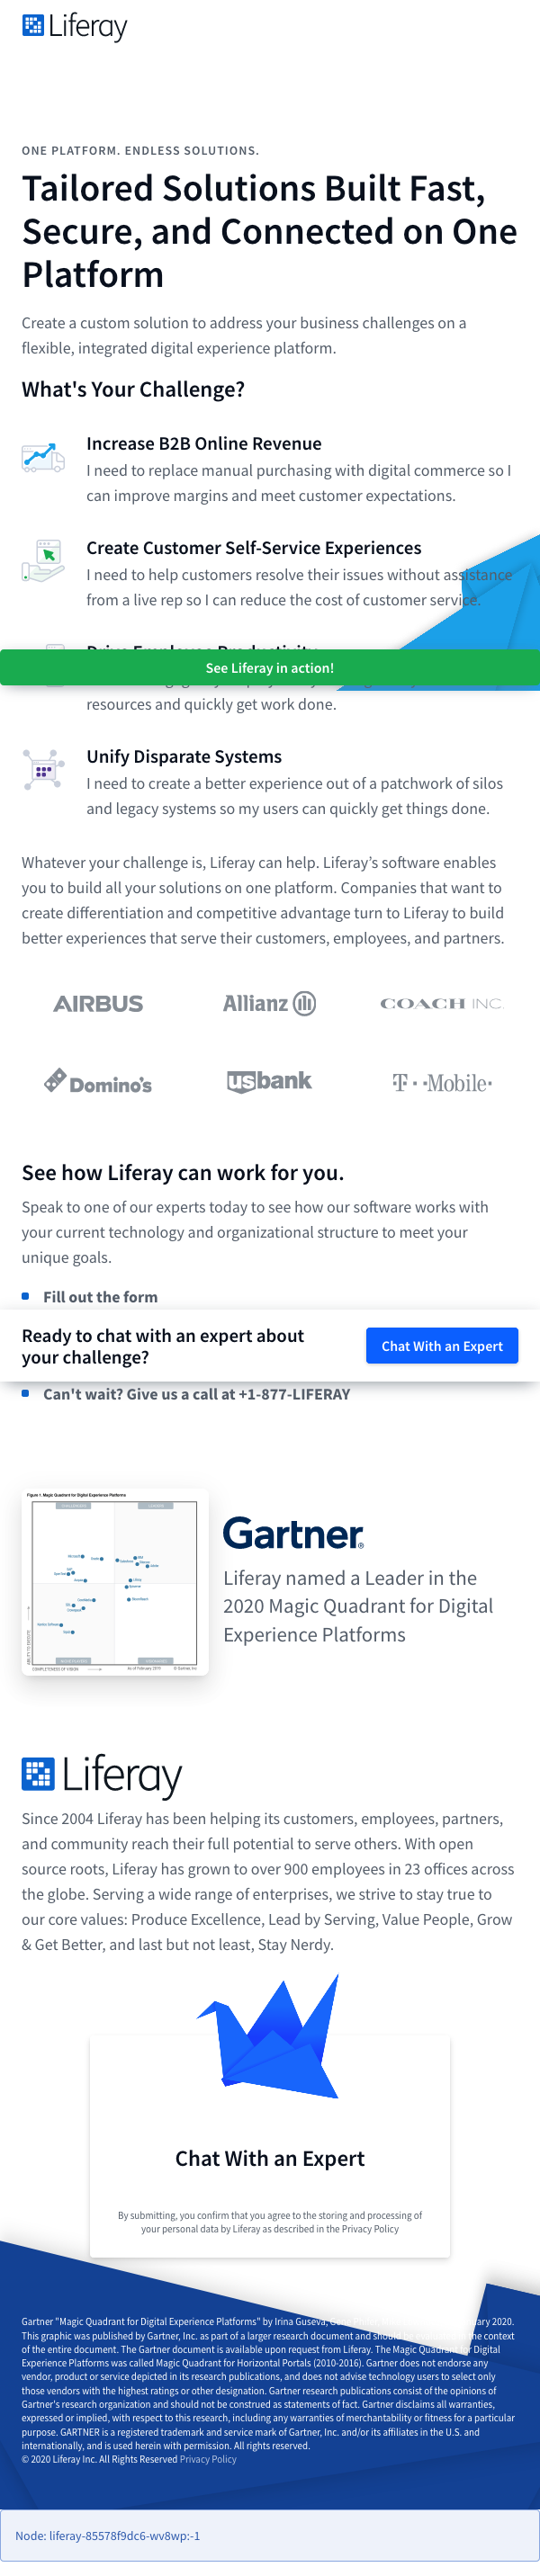 Liferay
ONE PLATFORM. ENDLESS SOLUTIONS.
Tailored Solutions Built Fast,
Secure, and Connected on One
Platform
Create a custom solution to address your business challenges on a
flexible, integrated digital experience platform.
What's Your Challenge?
Increase B2B Online Revenue
I need to replace manual purchasing with digital commerce so I
can improve margins and meet customer expectations.
Create Customer Self-Service Experiences
I need to help customers resolve their issues without assistance
from a live rep so I can reduce the cost of customer service.
Drive Employee Productivity
See Liferay in action!
resources and quickly get work done.
Unify Disparate Systems
I need to create a better experience out of a patchwork of silos
and legacy systems so my users can quickly get things done.
Whatever your challenge is, Liferay can help. Liferay’s software enables
you to build all your solutions on one platform. Companies that want to
create differentiation and competitive advantage turn to Liferay to build
better experiences that serve their customers, employees, and partners.
AIRBUS Allianz COACH INC.
Domino's usbank T··Mobile·
See how Liferay can work for you.
Speak to one of our experts today to see how our software works with
your current technology and organizational structure to meet your
unique goals.
Fill out the form
Ready to chat with an expert about
your challenge?
Chat With an Expert
Can't wait? Give us a call at +1-877-LIFERAY
Figure 1. Magic Quadrant for Digital Experience Platforms
COMPLETENESS OF VISION
As of February 2019 © Gartner, Inc
Gartner®
Liferay named a Leader in the
2020 Magic Quadrant for Digital
Experience Platforms
Liferay
Since 2004 Liferay has been helping its customers, employees, partners,
and community reach their full potential to serve others. With open
source roots, Liferay has grown to over 900 employees in 23 offices across
the globe. Serving a wide range of enterprises, we strive to stay true to
our core values: Produce Excellence, Lead by Serving, Value People, Grow
& Get Better, and last but not least, Stay Nerdy.
Chat With an Expert
By submitting, you confirm that you agree to the storing and processing of
your personal data by Liferay as described in the Privacy Policy
Gartner "Magic Quadrant for Digital Experience Platforms" by Irina Guseva, 2020.
This graphic was published by Gartner, Inc. as part of a larger research document and should context
of the entire document. The Gartner document is available upon request from Liferay. The Magic Quadrant for Digital
Experience Platforms was called Magic Quadrant for Horizontal Portals (2010-2016). Gartner does not endorse any
vendor, product or service depicted in its research publications, and does not advise technology users to select only
those vendors with the highest ratings or other designation. Gartner research publications consist of the opinions of
Gartner's research organization and should not be construed as statements of fact. Gartner disclaims all warranties,
expressed or implied, with respect to this research, including any warranties of merchantability or fitness for a particular
purpose. GARTNER is a registered trademark and service mark of Gartner, Inc. and/or its affiliates in the U.S. and
internationally, and is used herein with permission. All rights reserved.
© 2020 Liferay Inc. All Rights Reserved Privacy Policy
Node: liferay-85578f9dc6-wv8wp:-1